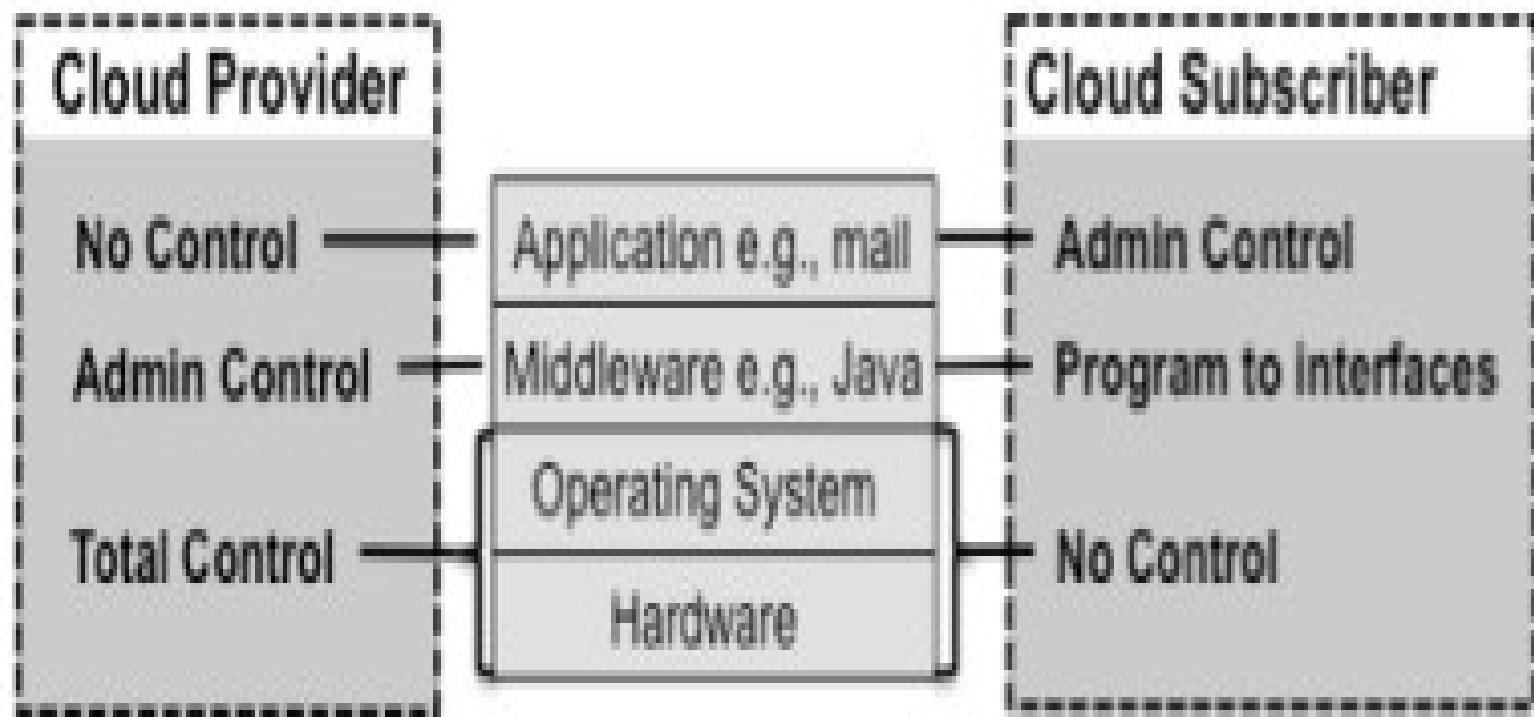 Cloud Provider
Cloud Subscriber
No Control
Application e.g., mail
Admin Control
Admin Control
Middleware e.g., Java
Program to Interfaces
Operating System
Total Control
No Control
Hardware